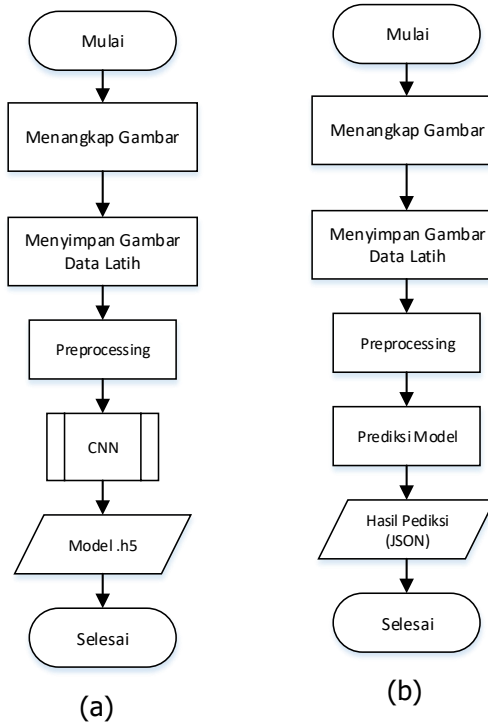 Mulai
Menangkap Gambar
Menyimpan Gambar
Data Latih
Preprocessing
CNN
Model .h5
Selesai
(a)
Mulai
Menangkap Gambar
Menyimpan Gambar
Data Latih
Preprocessing
Prediksi Model
Hasil Pediksi
(JSON)
Selesai
(b)